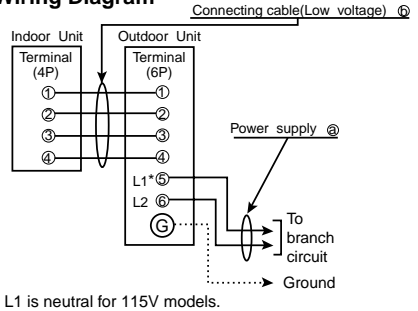 Wiring Diagram
Connecting cable(Low voltage) ⓑ
Indoor Unit
Outdoor Unit
Terminal
(4P)
Terminal
(6P)
① ①
② ②
③ ③
④ ④
Power supply ⓐ
L1* ⑤
L2 ⑥
G
To
branch
circuit
Ground
L1 is neutral for 115V models.